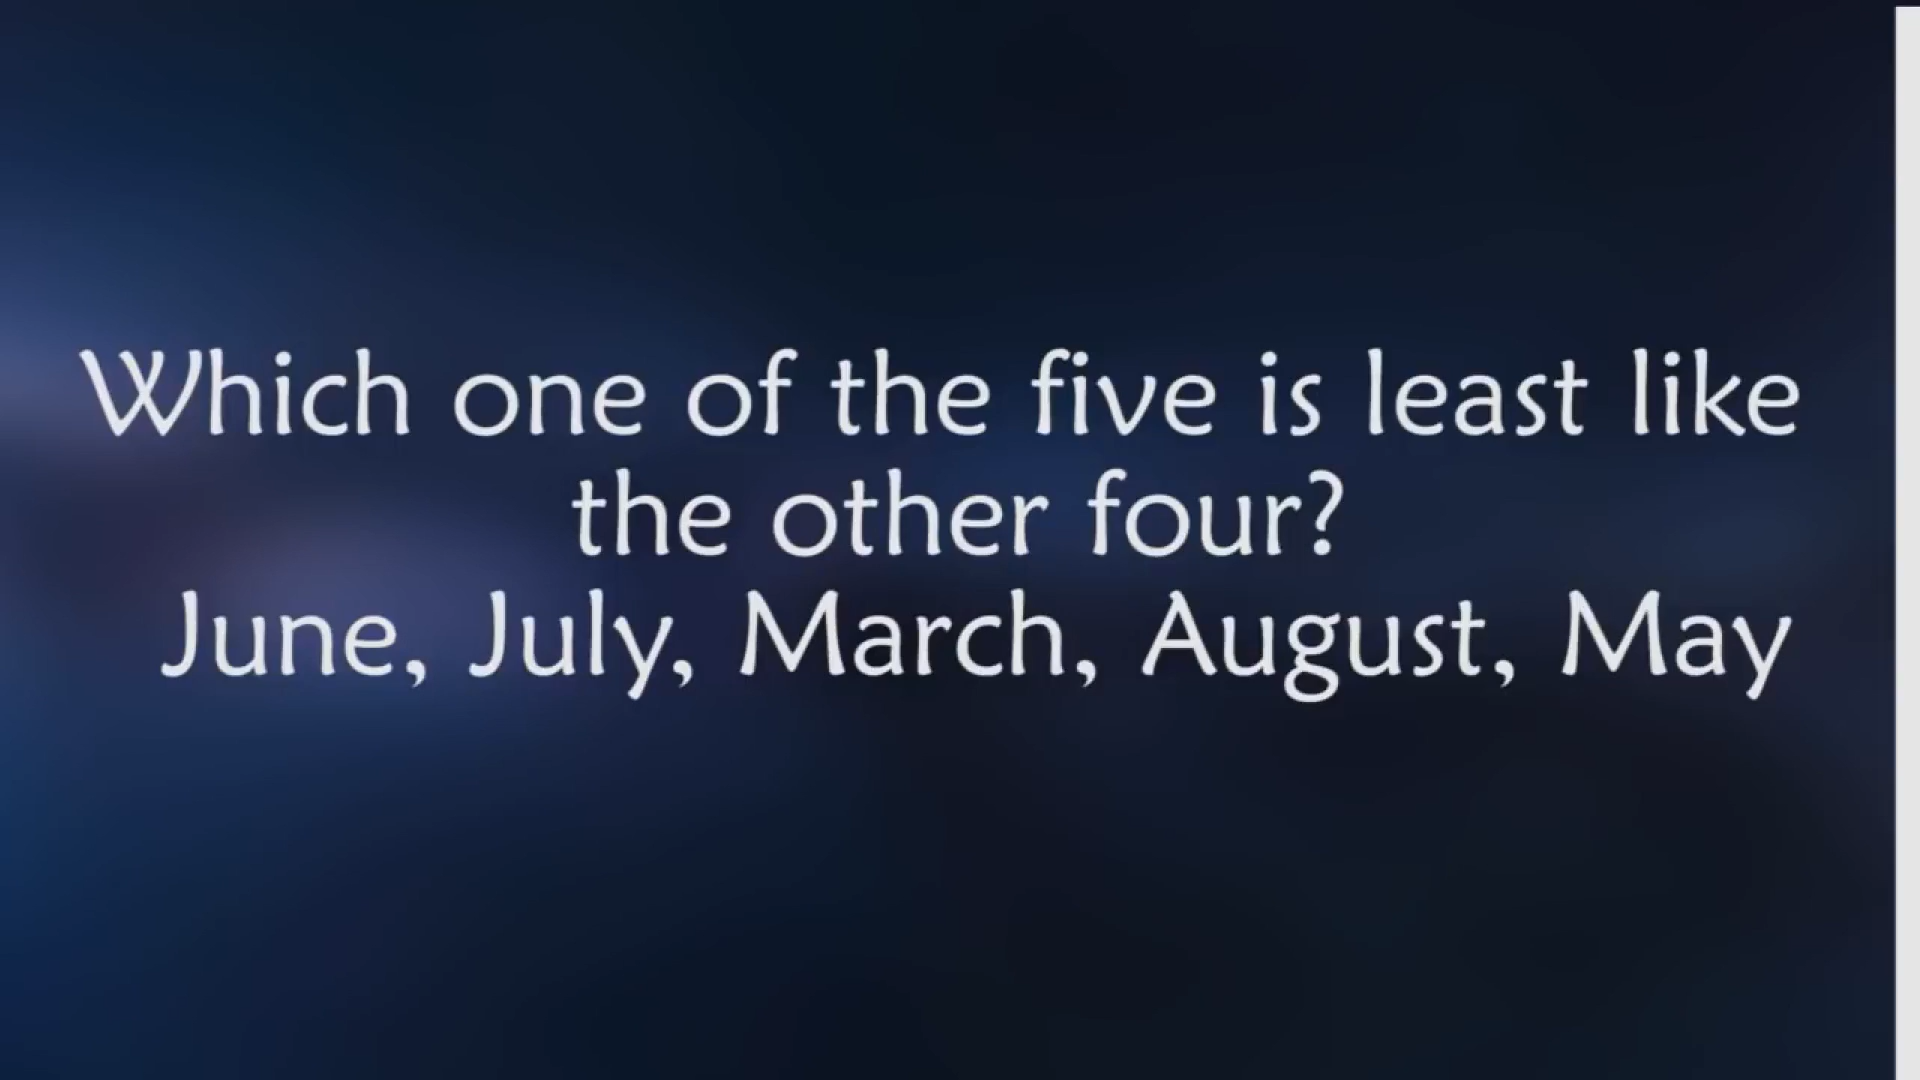 Which one of the five is least like
the other four?
June, July, March, August, May